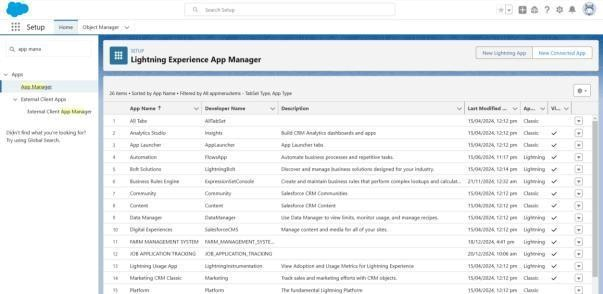 Search Setup
Setup
Home
Object Manager
app mana
Apps
App Manager
External Client Apps
External Client App Manager
Didn't find what you're looking for?
Try using Global Search.
SETUP
Lightning Experience App Manager
New Lightning App
New Connected App
26 items • Sorted by App Name • Filtered by All appmenuitems - TabSet Type, App Type
App Name ↑ Developer Name Description Last Modified ... Ap... Vi...
1 All Tabs AllTabSet 15/04/2024, 12:12 pm Classic
2 Analytics Studio Insights Build CRM Analytics dashboards and apps 15/04/2024, 12:12 pm Classic
3 App Launcher AppLauncher App Launcher tabs 15/04/2024, 12:12 pm Classic
4 Automation FlowsApp Automate business processes and repetitive tasks. 15/06/2024, 11:17 pm Lightning
5 Bolt Solutions LightningBolt Discover and manage business solutions designed for your industry. 15/04/2024, 12:14 pm Lightning
6 Business Rules Engine ExpressionSetConsole Create and maintain business rules that perform complex lookups and calculat... 21/11/2024, 12:32 am Lightning
7 Community Community Salesforce CRM Communities 15/04/2024, 12:12 pm Classic
8 Content Content Salesforce CRM Content 15/04/2024, 12:12 pm Classic
9 Data Manager DataManager Use Data Manager to view limits, monitor usage, and manage recipes. 15/04/2024, 12:12 pm Lightning
10 Digital Experiences SalesforceCMS Manage content and media for all of your sites. 15/04/2024, 12:12 pm Lightning
11 FARM MANAGEMENT SYSTEM FARM_MANAGEMENT_SYSTE... 18/12/2024, 4:41 pm Lightning
12 JOB APPLICATION TRACKING JOB_APPLICATION_TRACKING 20/12/2024, 10:06 am Lightning
13 Lightning Usage App LightningInstrumentation View Adoption and Usage Metrics for Lightning Experience 15/04/2024, 12:12 pm Lightning
14 Marketing CRM Classic Marketing Track sales and marketing efforts with CRM objects. 15/04/2024, 12:12 pm Classic
15 Platform Platform The fundamental Lightning Platform 15/04/2024, 12:12 pm Classic